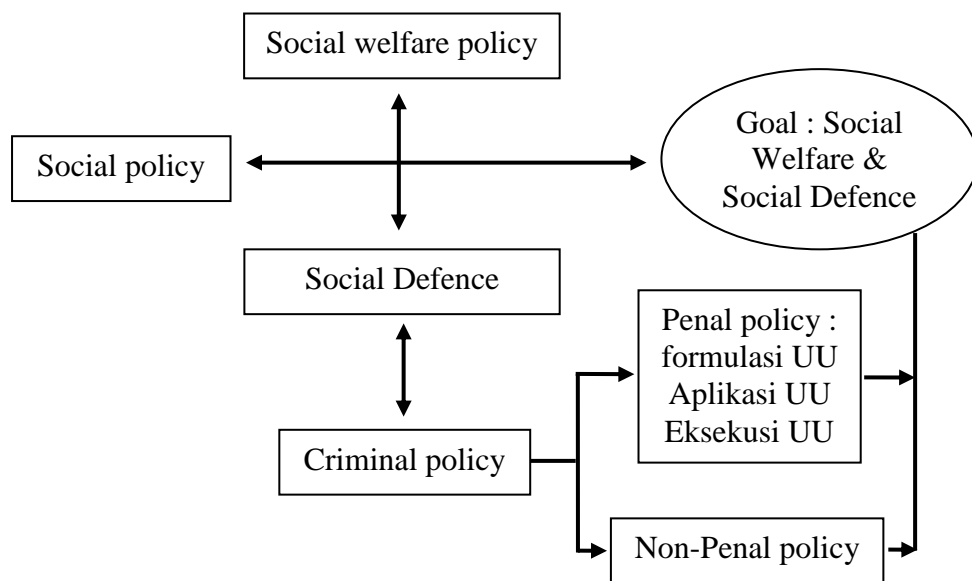 Social welfare policy
Social policy
Goal : Social
Welfare &
Social Defence
Social Defence
Penal policy :
formulasi UU
Aplikasi UU
Eksekusi UU
Criminal policy
Non-Penal policy